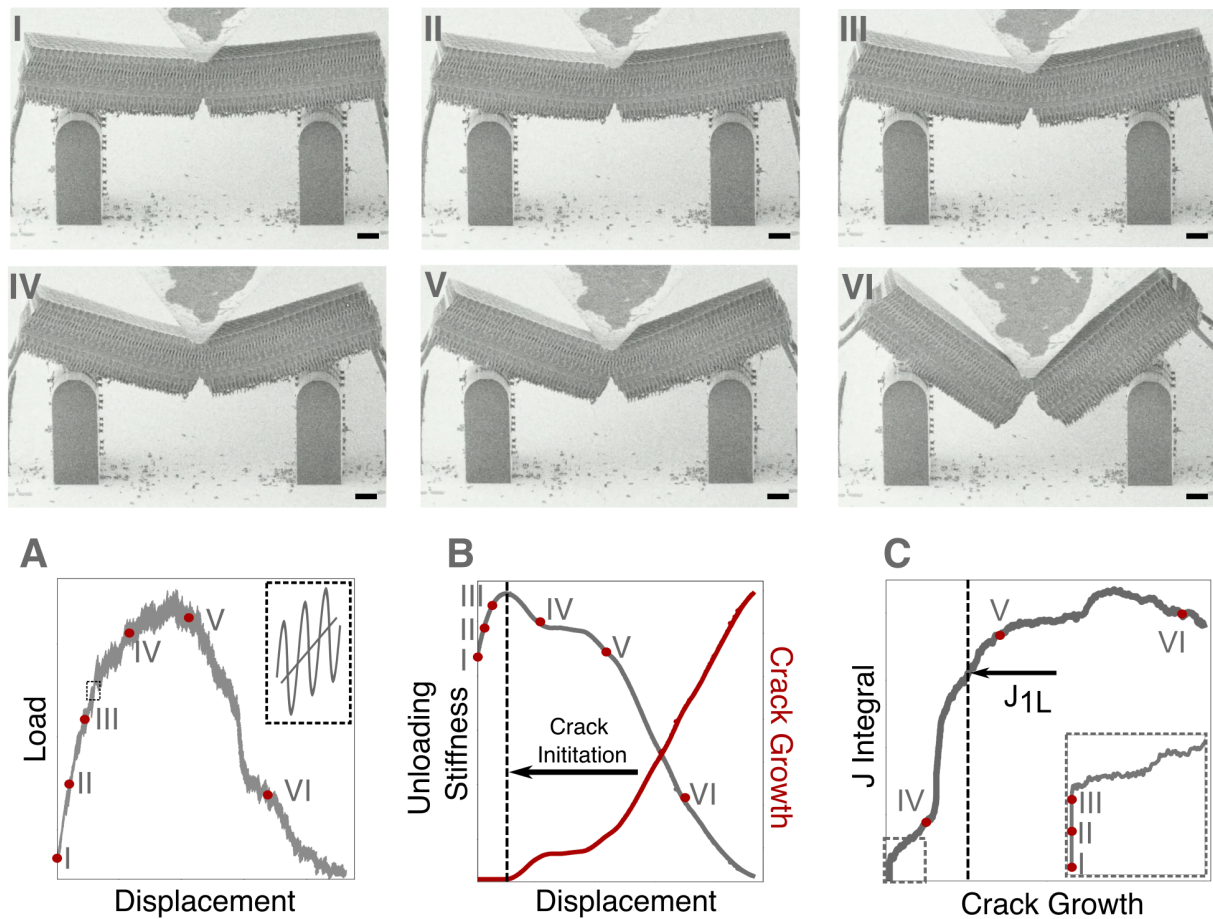 I
II
III
IV
V
VI
A
B
C
Load
I
II
III
IV
V
VI
Displacement
Unloading
Stiffness
I
II
III
IV
V
VI
Crack
Inititation
Crack Growth
Displacement
J Integral
IV
V
VI
J1L
III
II
I
Crack Growth